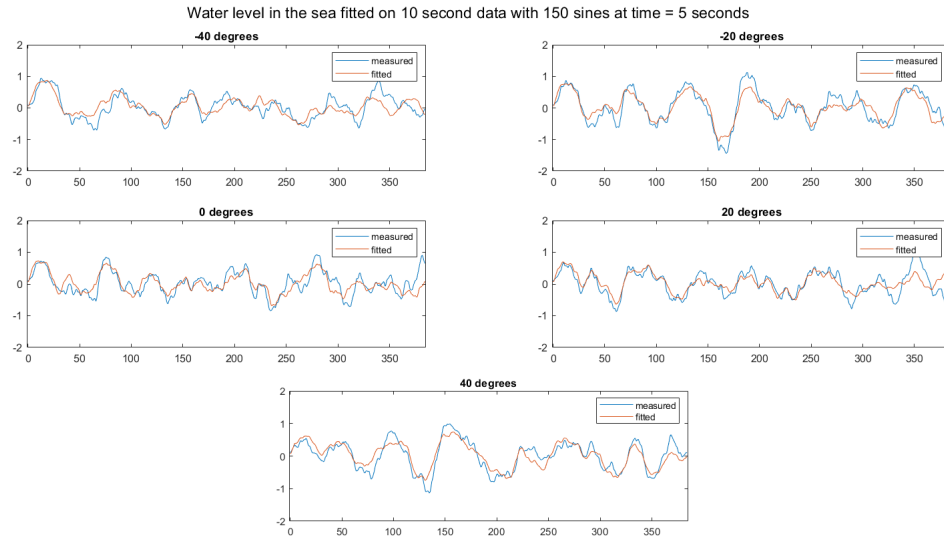 Water level in the sea fitted on 10 second data with 150 sines at time = 5 seconds
-40 degrees
measured
fitted
2
1
0
-1
-2
0 50 100 150 200 250 300 350
-20 degrees
measured
fitted
2
1
0
-1
-2
0 50 100 150 200 250 300 350
0 degrees
measured
fitted
2
1
0
-1
-2
0 50 100 150 200 250 300 350
20 degrees
measured
fitted
2
1
0
-1
-2
0 50 100 150 200 250 300 350
40 degrees
measured
fitted
2
1
0
-1
-2
0 50 100 150 200 250 300 350